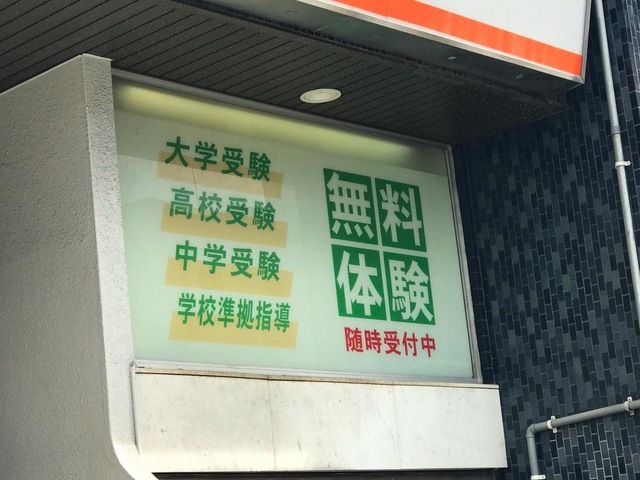 大学受験
高校受験
中学受験
学校準拠指導
無料
体験
随時受付中